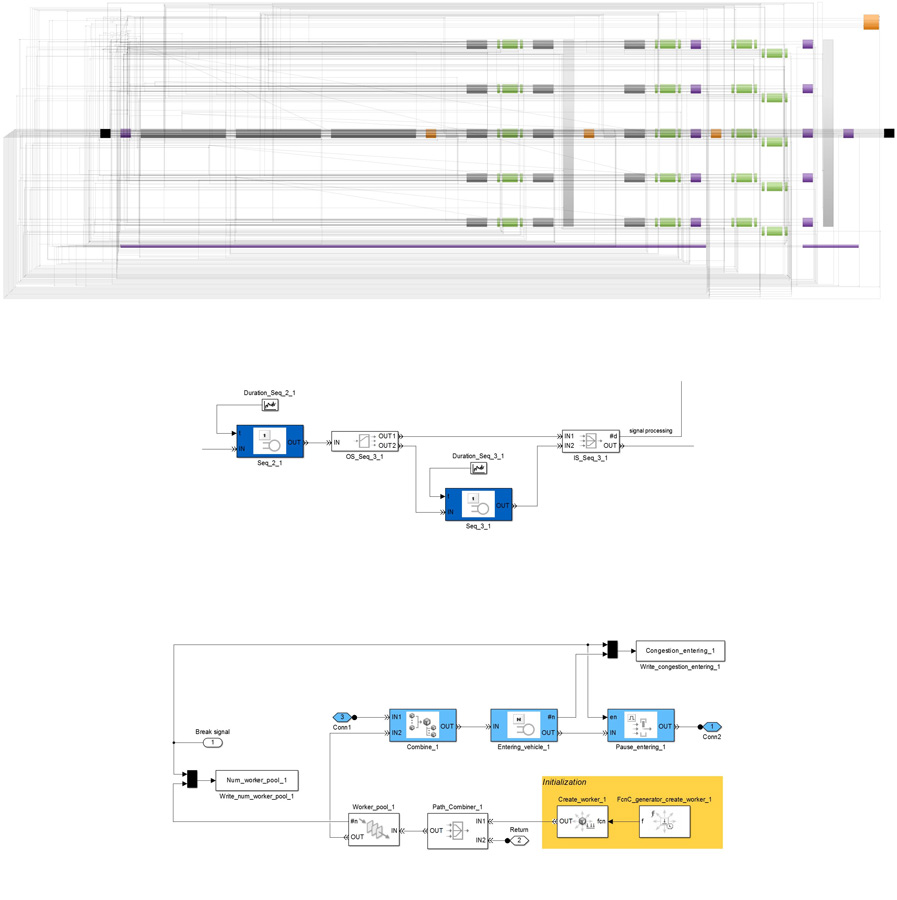 Duration_Seq_2_1
t
IN
OUT
Seq_2_1
IN
OUT1
OUT2
OS_Seq_3_1
Duration_Seq_3_1
t
IN
OUT
Seq_3_1
IN1
IN2
#d
OUT
IS_Seq_3_1
signal processing
Congestion_entering_1
Write_congestion_entering_1
3
Conn1
IN1
IN2
OUT
Combine_1
IN
#n
OUT
Entering_vehicle_1
en
IN
OUT
Pause_entering_1
1
Conn2
Break signal
1
Num_worker_pool_1
Write_num_worker_pool_1
Worker_pool_1
#n
OUT
IN
Path_Combiner_1
OUT
IN1
IN2
Return
2
Initialization
Create_worker_1
OUT
fcn
FcnC_generator_create_worker_1
f